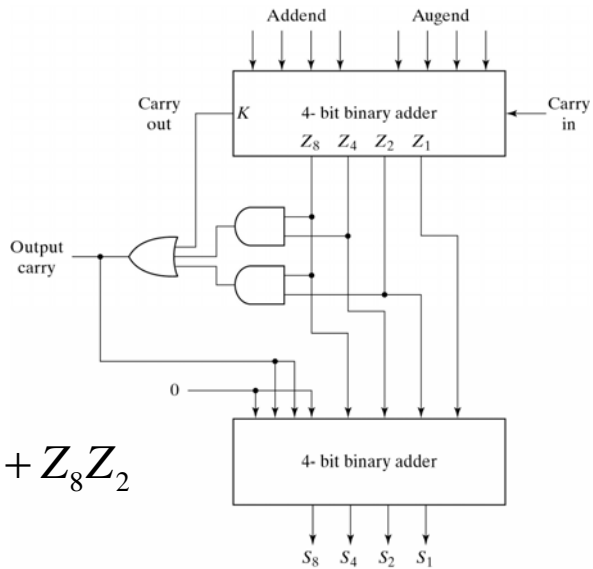 Addend Augend
Carry out
K 4- bit binary adder
Carry in
Z₈ Z₄ Z₂ Z₁
Output carry
0
+ Z₈Z₂
4- bit binary adder
S₈ S₄ S₂ S₁